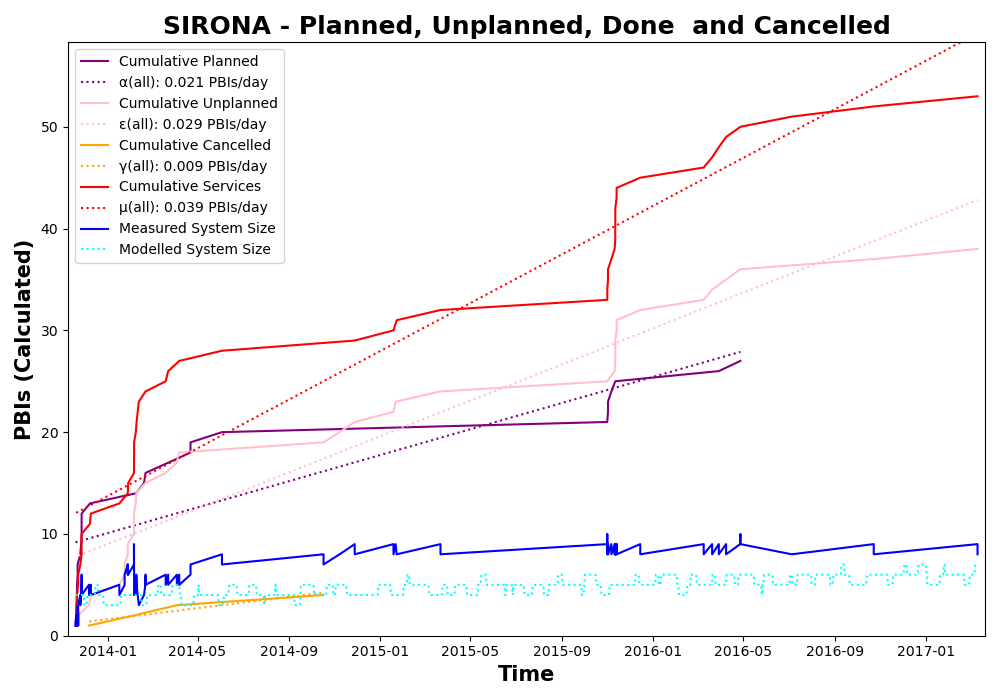 SIRONA - Planned, Unplanned, Done  and Cancelled
Cumulative Planned
α(all): 0.021 PBIs/day
Cumulative Unplanned
ε(all): 0.029 PBIs/day
Cumulative Cancelled
γ(all): 0.009 PBIs/day
Cumulative Services
μ(all): 0.039 PBIs/day
Measured System Size
Modelled System Size
PBIs (Calculated)
50
40
30
20
10
0
2014-01 2014-05 2014-09 2015-01 2015-05 2015-09 2016-01 2016-05 2016-09 2017-01
Time